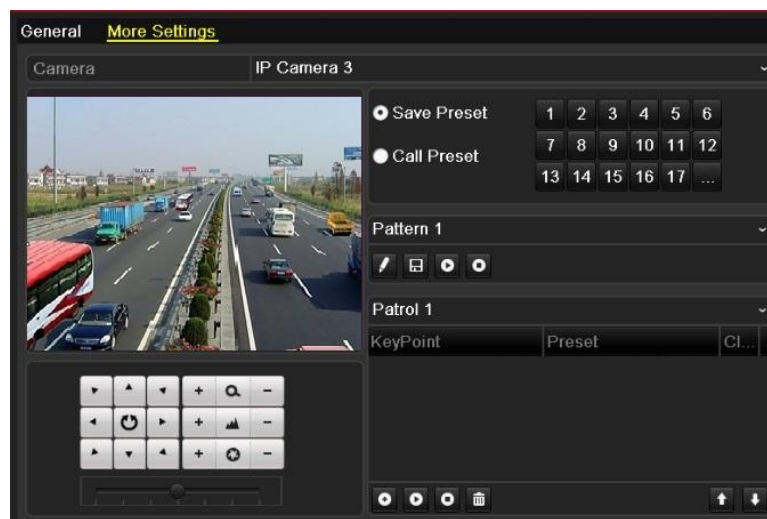 General More Settings
Camera IP Camera 3
Save Preset
Call Preset
1 2 3 4 5 6
7 8 9 10 11 12
13 14 15 16 17 ...
Pattern 1
Patrol 1
KeyPoint Preset Cl...